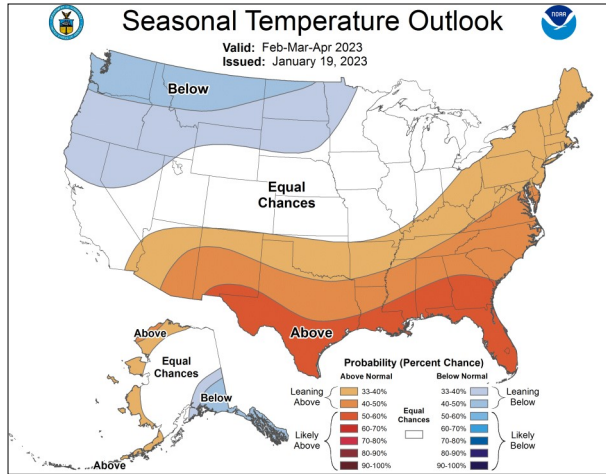 Seasonal Temperature Outlook
NOAA
Valid: Feb-Mar-Apr 2023
Issued: January 19, 2023
Below
Equal
Chances
Above
Above
Equal
Chances
Below
Above
Probability (Percent Chance)
Above Normal
Below Normal
Leaning
Above
33-40%
40-50%
Likely
Above
50-60%
60-70%
70-80%
80-90%
90-100%
Equal
Chances
33-40%
40-50%
Leaning
Below
50-60%
60-70%
70-80%
80-90%
90-100%
Likely
Below